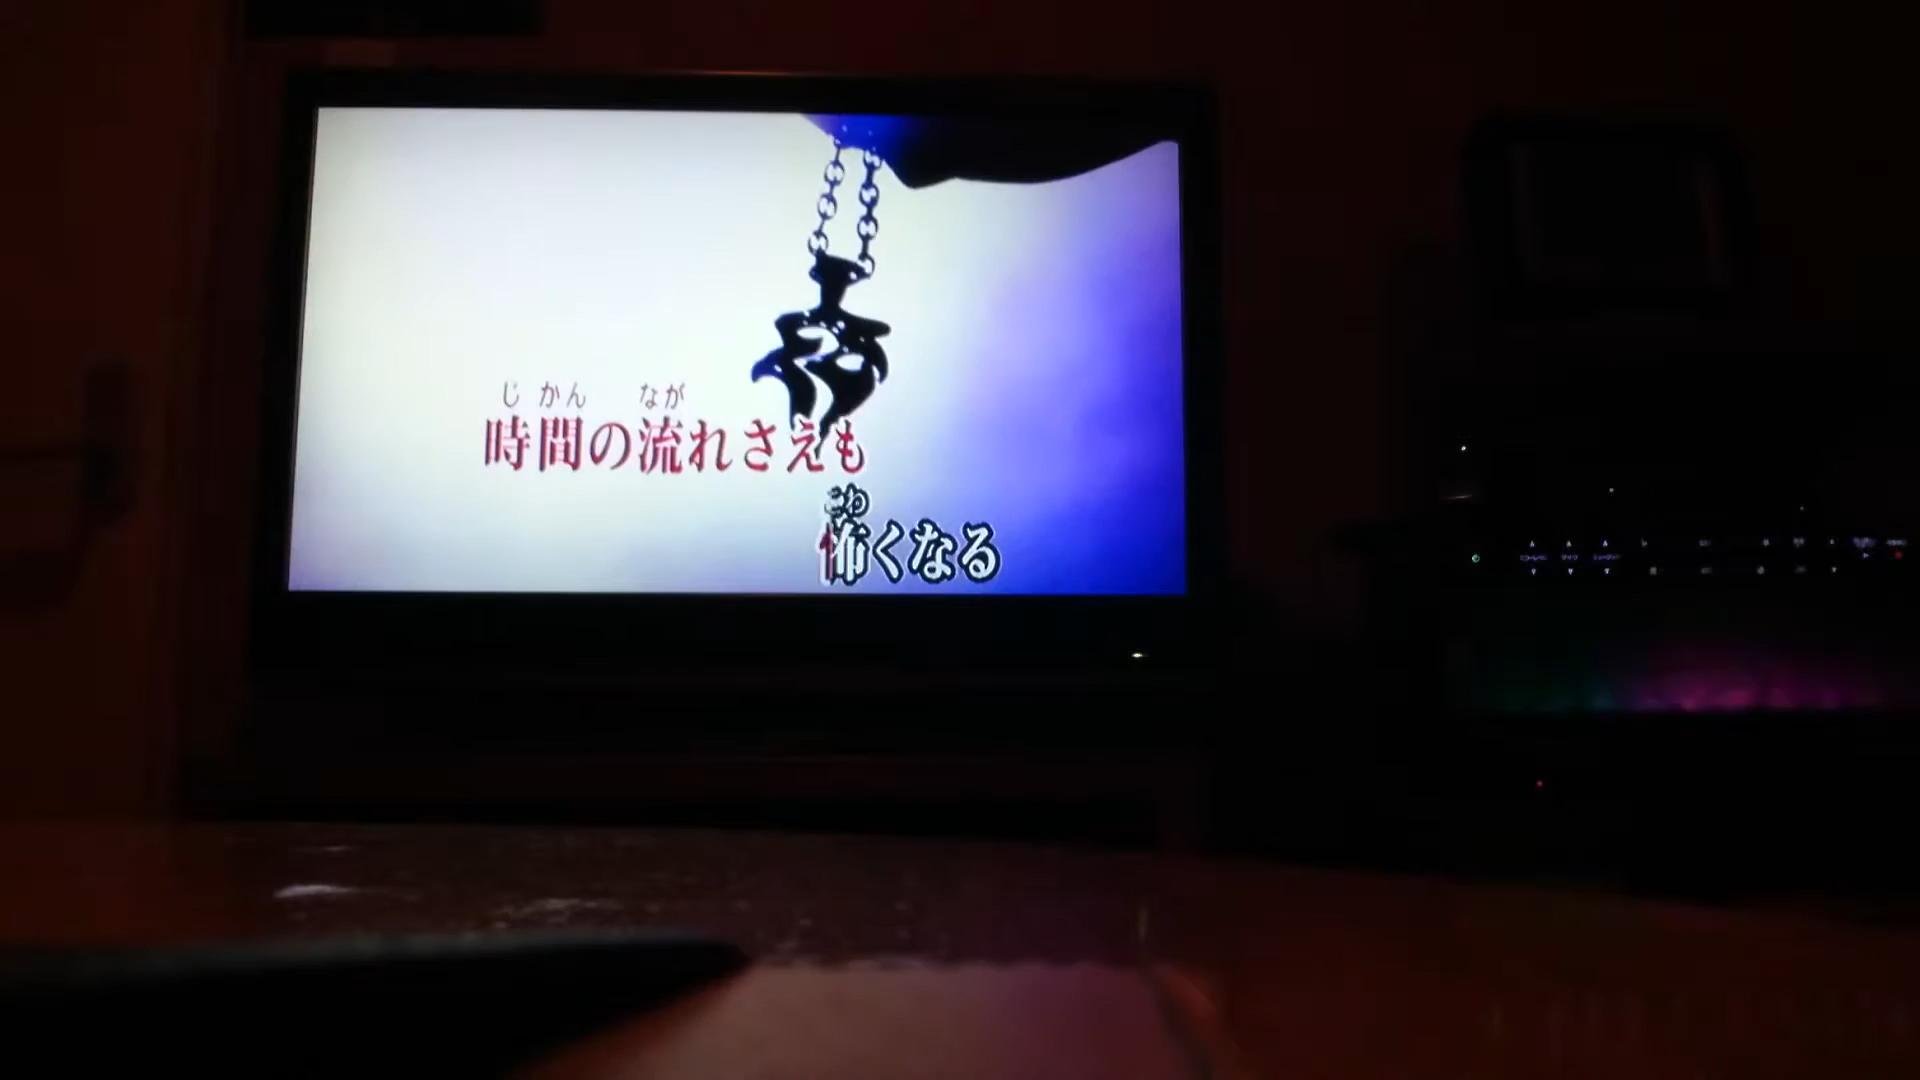 じかん なが
時間の流れさえも
こわ
怖くなる